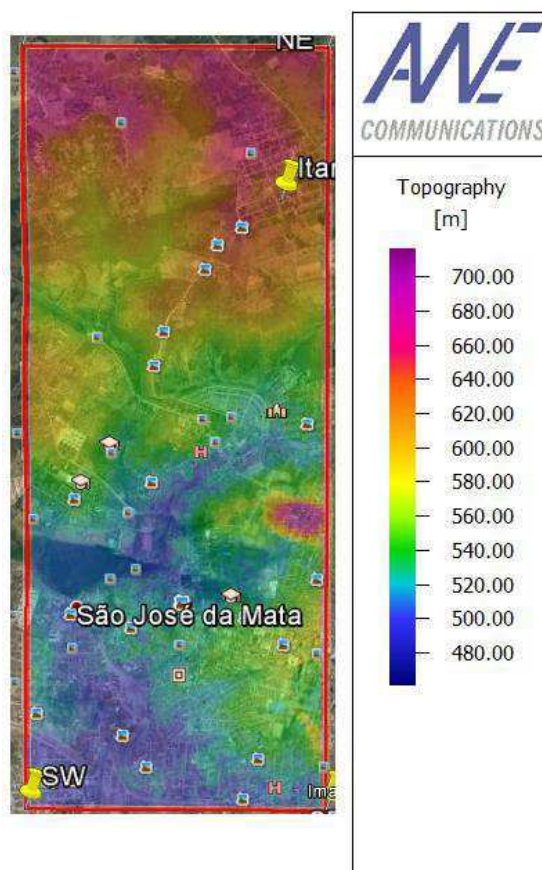 NE
Itar
São José da Mata
SW
Ima
H
H
AWE
COMMUNICATIONS
Topography
[m]
700.00
680.00
660.00
640.00
620.00
600.00
580.00
560.00
540.00
520.00
500.00
480.00